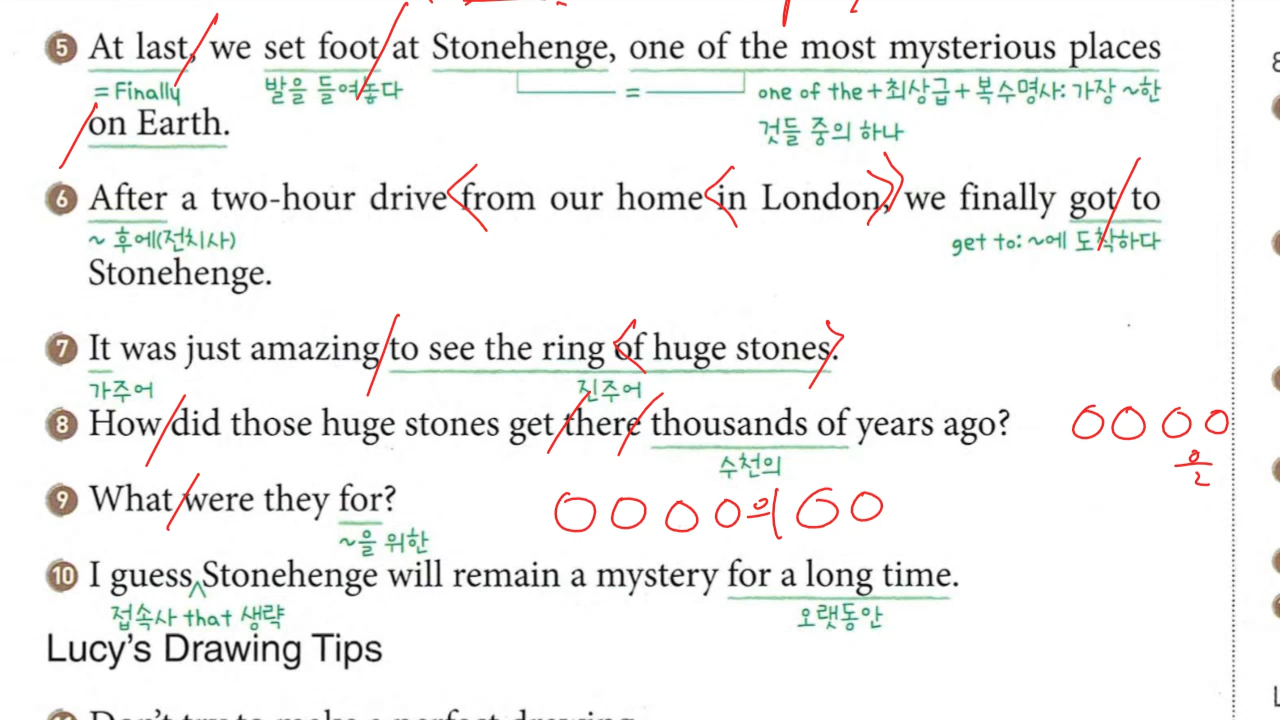 5 At last, we set foot at Stonehenge, one of the most mysterious places
= Finally 발을 들여놓다 = one of the+최상급+복수명사: 가장 ~한
on Earth. 것들 중의 하나
6 After a two-hour drive from our home in London, we finally got to
~ 후에(전치사) get to: ~에 도착하다
Stonehenge.
7 It was just amazing to see the ring of huge stones.
가주어 진주어
8 How did those huge stones get there thousands of years ago?
수천의
9 What were they for?
~을 위한
10 I guess Stonehenge will remain a mystery for a long time.
접속사 that 생략 오랫동안
Lucy's Drawing Tips